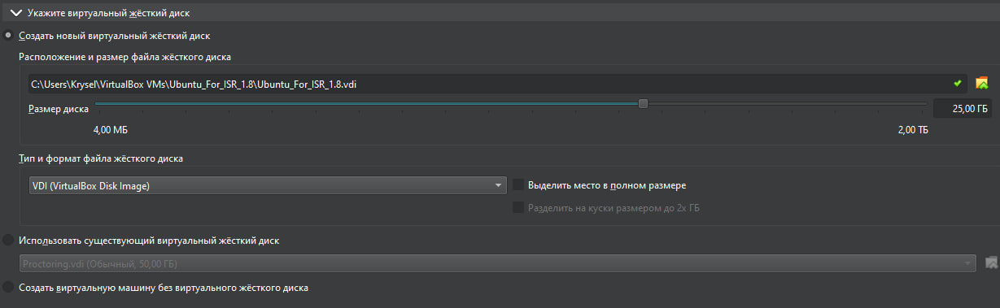 Укажите виртуальный жёсткий диск
Создать новый виртуальный жёсткий диск
Расположение и размер файла жёсткого диска
C:\Users\Krysel\VirtualBox VMs\Ubuntu_For_ISR_1.8\Ubuntu_For_ISR_1.8.vdi
Размер диска 25,00 ГБ
4,00 МБ 2,00 ТБ
Тип и формат файла жёсткого диска
VDI (VirtualBox Disk Image) Выделить место в полном размере
Разделить на куски размером до 2х ГБ
Использовать существующий виртуальный жёсткий диск
Proctoring.vdi (Обычный, 50,00 ГБ)
Создать виртуальную машину без виртуального жёсткого диска